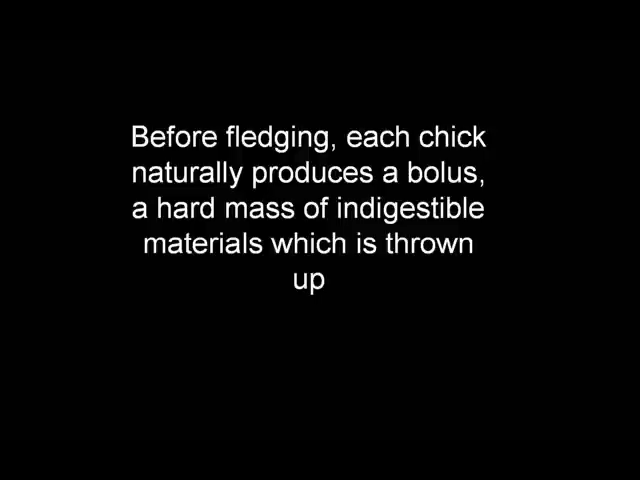 Before fledging, each chick
naturally produces a bolus,
a hard mass of indigestible
materials which is thrown
up